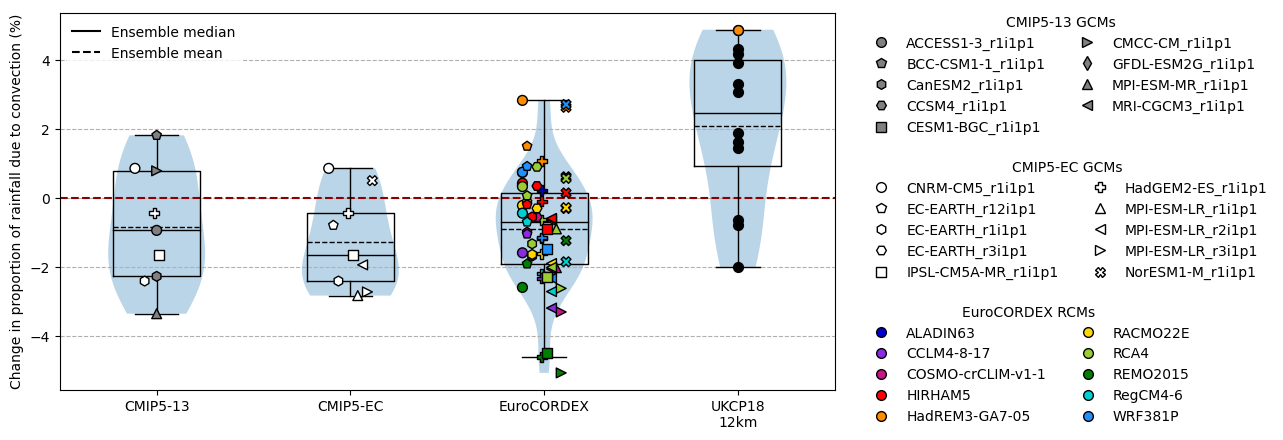 Change in proportion of rainfall due to convection (%)
4
2
0
−2
−4
Ensemble median
Ensemble mean
CMIP5-13
CMIP5-EC
EuroCORDEX
UKCP18
12km
CMIP5-13 GCMs
ACCESS1-3_r1i1p1
BCC-CSM1-1_r1i1p1
CanESM2_r1i1p1
CCSM4_r1i1p1
CESM1-BGC_r1i1p1
CMCC-CM_r1i1p1
GFDL-ESM2G_r1i1p1
MPI-ESM-MR_r1i1p1
MRI-CGCM3_r1i1p1
CMIP5-EC GCMs
CNRM-CM5_r1i1p1
EC-EARTH_r12i1p1
EC-EARTH_r1i1p1
EC-EARTH_r3i1p1
IPSL-CM5A-MR_r1i1p1
HadGEM2-ES_r1i1p1
MPI-ESM-LR_r1i1p1
MPI-ESM-LR_r2i1p1
MPI-ESM-LR_r3i1p1
NorESM1-M_r1i1p1
EuroCORDEX RCMs
ALADIN63
CCLM4-8-17
COSMO-crCLIM-v1-1
HIRHAM5
HadREM3-GA7-05
RACMO22E
RCA4
REMO2015
RegCM4-6
WRF381P